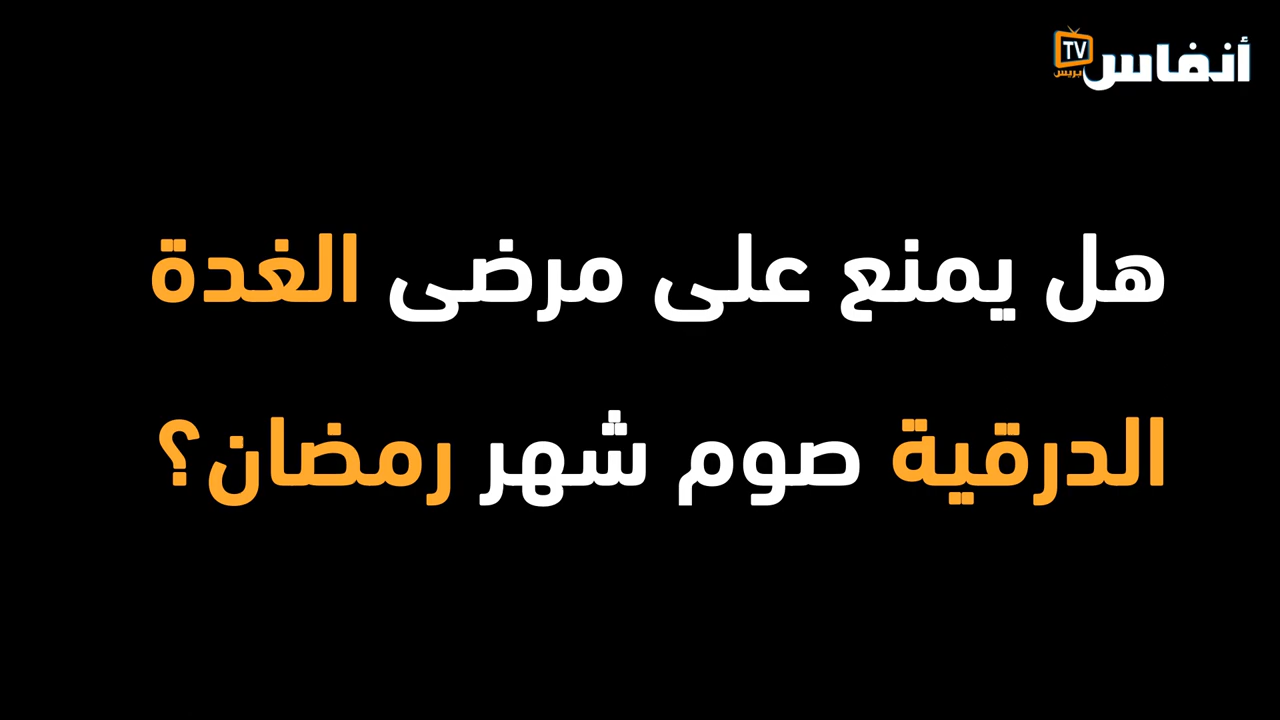 أنفاس
TV
بريس
هل يمنع على مرضى الغدة
الدرقية صوم شهر رمضان؟